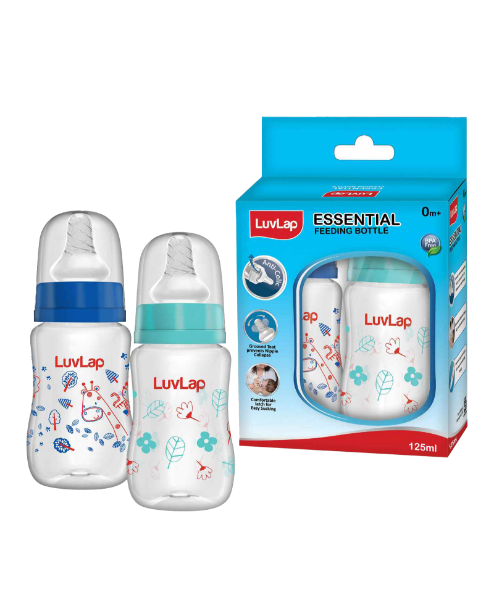 LuvLap
LuvLap
LuvLap
ESSENTIAL
FEEDING BOTTLE
0m+
BPA
Free
Anti Colic
Grooved Teat
prevents Nipple
Collapse
Comfortable
latch for
Easy Sucking
125ml
LuvLap